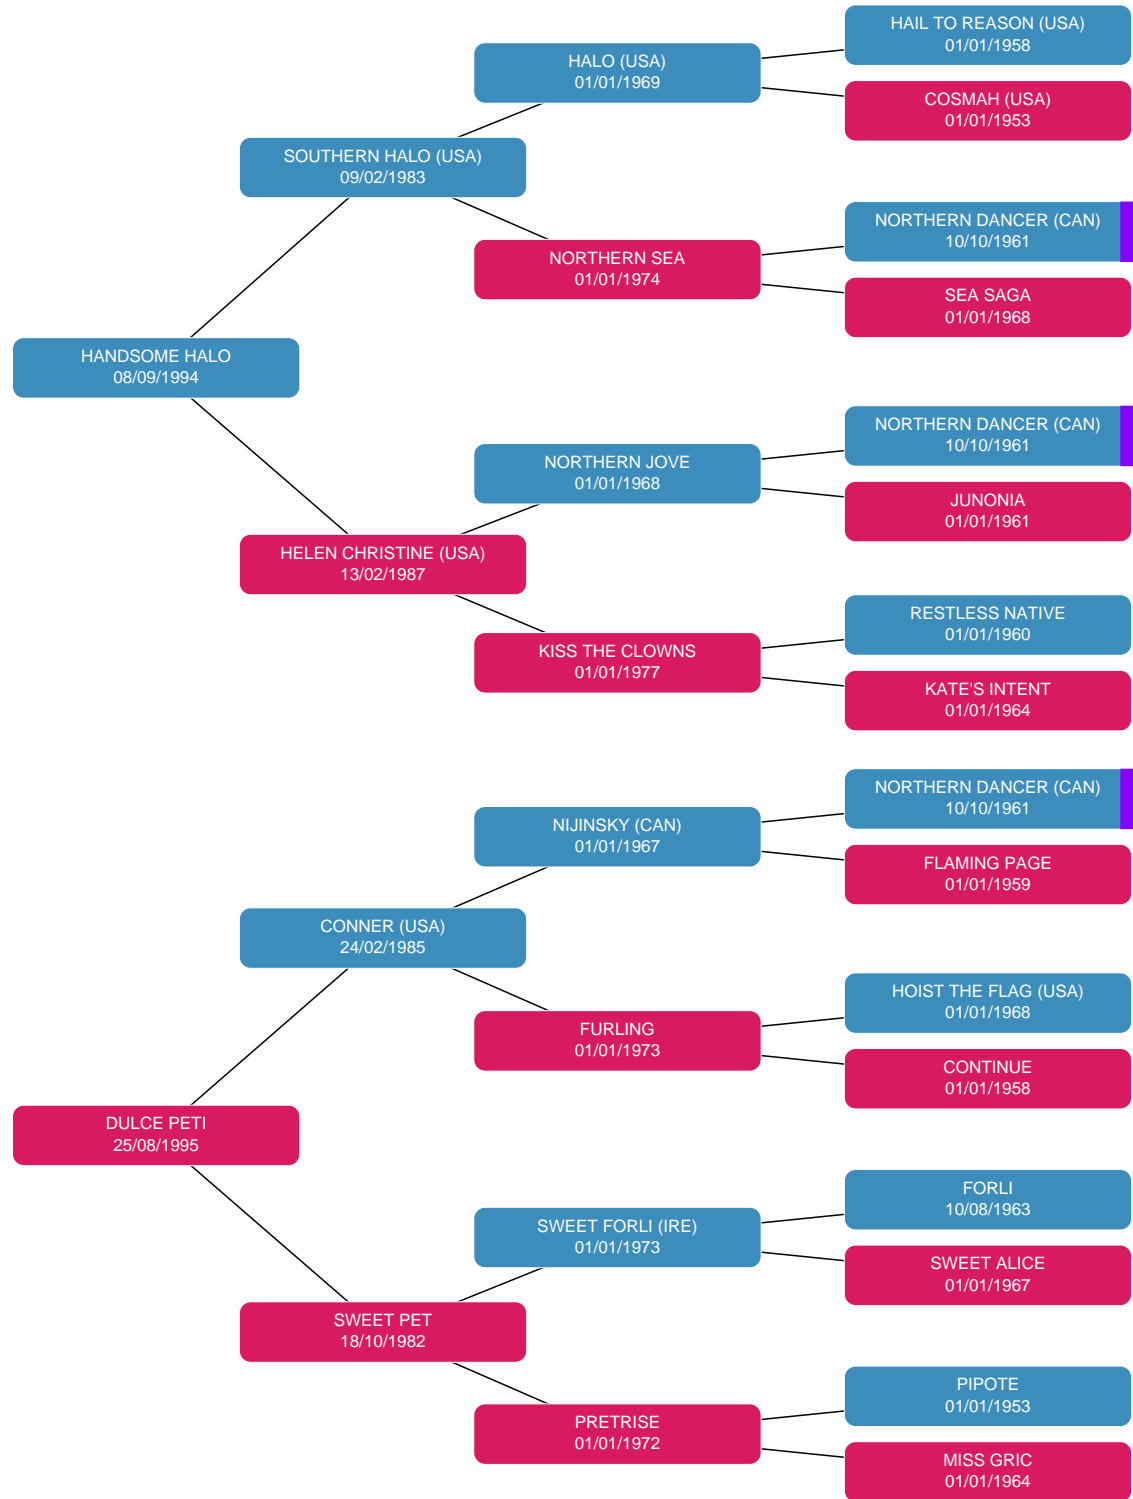 HAIL TO REASON (USA)
01/01/1958
HALO (USA)
01/01/1969
COSMAH (USA)
01/01/1953
SOUTHERN HALO (USA)
09/02/1983
NORTHERN DANCER (CAN)
10/10/1961
NORTHERN SEA
01/01/1974
SEA SAGA
01/01/1968
HANDSOME HALO
08/09/1994
NORTHERN DANCER (CAN)
10/10/1961
NORTHERN JOVE
01/01/1968
JUNONIA
01/01/1961
HELEN CHRISTINE (USA)
13/02/1987
RESTLESS NATIVE
01/01/1960
KISS THE CLOWNS
01/01/1977
KATE'S INTENT
01/01/1964
NORTHERN DANCER (CAN)
10/10/1961
NIJINSKY (CAN)
01/01/1967
FLAMING PAGE
01/01/1959
CONNER (USA)
24/02/1985
HOIST THE FLAG (USA)
01/01/1968
FURLING
01/01/1973
CONTINUE
01/01/1958
DULCE PETI
25/08/1995
FORLI
10/08/1963
SWEET FORLI (IRE)
01/01/1973
SWEET ALICE
01/01/1967
SWEET PET
18/10/1982
PIPOTE
01/01/1953
PRETRISE
01/01/1972
MISS GRIC
01/01/1964